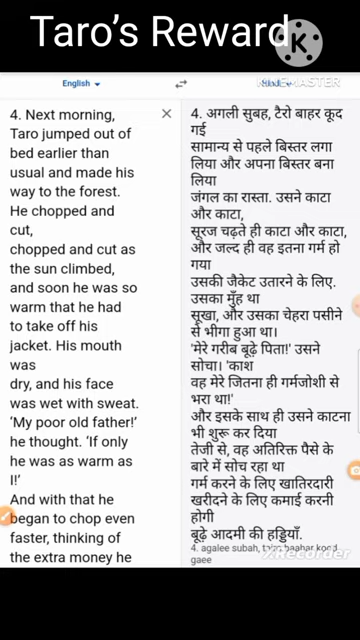 Taro's Reward
KINEMASTER
English
Hindi
4. Next morning,
Taro jumped out of
bed earlier than
usual and made his
way to the forest.
He chopped and
cut,
chopped and cut as
the sun climbed,
and soon he was so
warm that he had
to take off his
jacket. His mouth
was
dry, and his face
was wet with sweat.
‘My poor old father!’
he thought. ‘If only
he was as warm as
I!’
And with that he
began to chop even
faster, thinking of
the extra money he
4. अगली सुबह, टैरो बाहर कूद
गई
सामान्य से पहले बिस्तर लगा
लिया और अपना बिस्तर बना
लिया
जंगल का रास्ता. उसने काटा
और काटा,
सूरज चढ़ते ही काटा और काटा,
और जल्द ही वह इतना गर्म हो
गया
उसकी जैकेट उतारने के लिए.
उसका मुँह था
सूखा, और उसका चेहरा पसीने
से भीगा हुआ था।
'मेरे गरीब बूढ़े पिता!' उसने
सोचा। 'काश
वह मेरे जितना ही गर्मजोशी से
भरा था!'
और इसके साथ ही उसने काटना
भी शुरू कर दिया
तेजी से, वह अतिरिक्त पैसे के
बारे में सोच रहा था
गर्म करने के लिए खातिरदारी
खरीदने के लिए कमाई करनी
होगी
बूढ़े आदमी की हड्डियाँ.
4. agalee subah, tairo baahar kood
gaee
Recorder